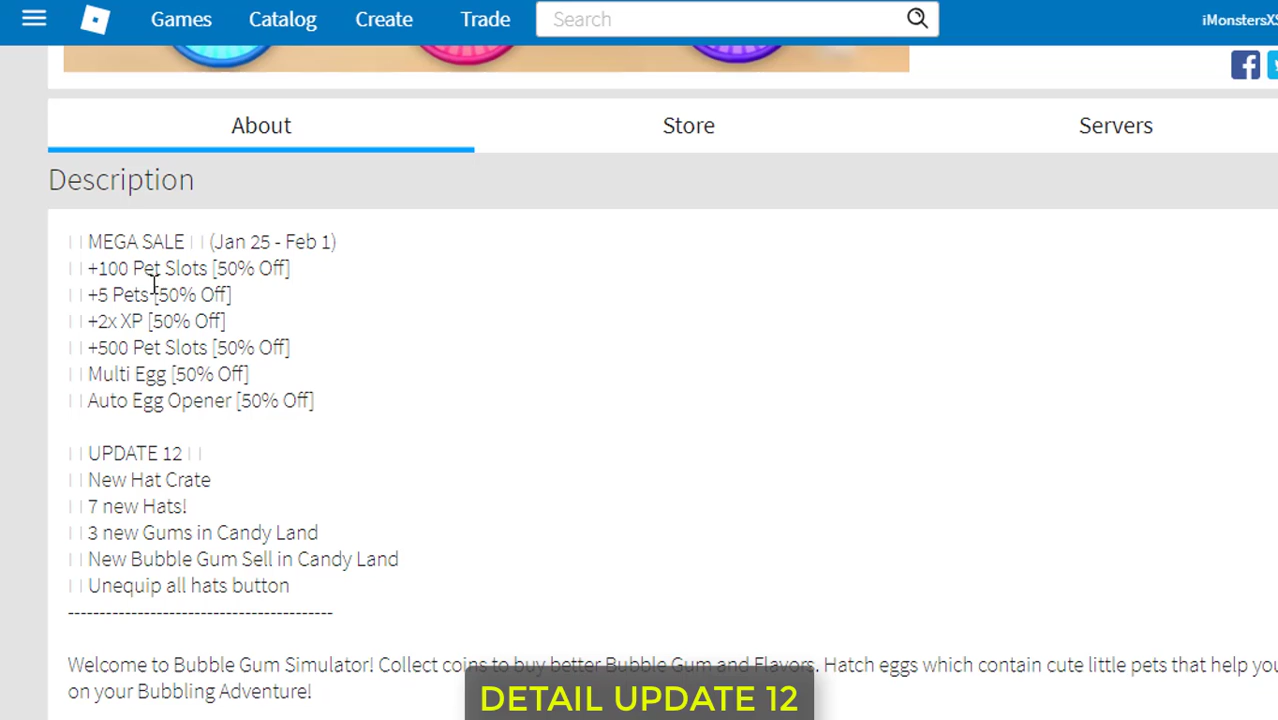 Games Catalog Create Trade Search iMonstersXS
About Store Servers
Description
MEGA SALE (Jan 25 - Feb 1)
+100 Pet Slots [50% Off]
+5 Pets [50% Off]
+2x XP [50% Off]
+500 Pet Slots [50% Off]
Multi Egg [50% Off]
Auto Egg Opener [50% Off]
UPDATE 12
New Hat Crate
7 new Hats!
3 new Gums in Candy Land
New Bubble Gum Sell in Candy Land
Unequip all hats button
----------------------------------------
Welcome to Bubble Gum Simulator! Collect coins to buy better Bubble Gum and Flavors. Hatch eggs which contain cute little pets that help you
on your Bubbling Adventure!
DETAIL UPDATE 12